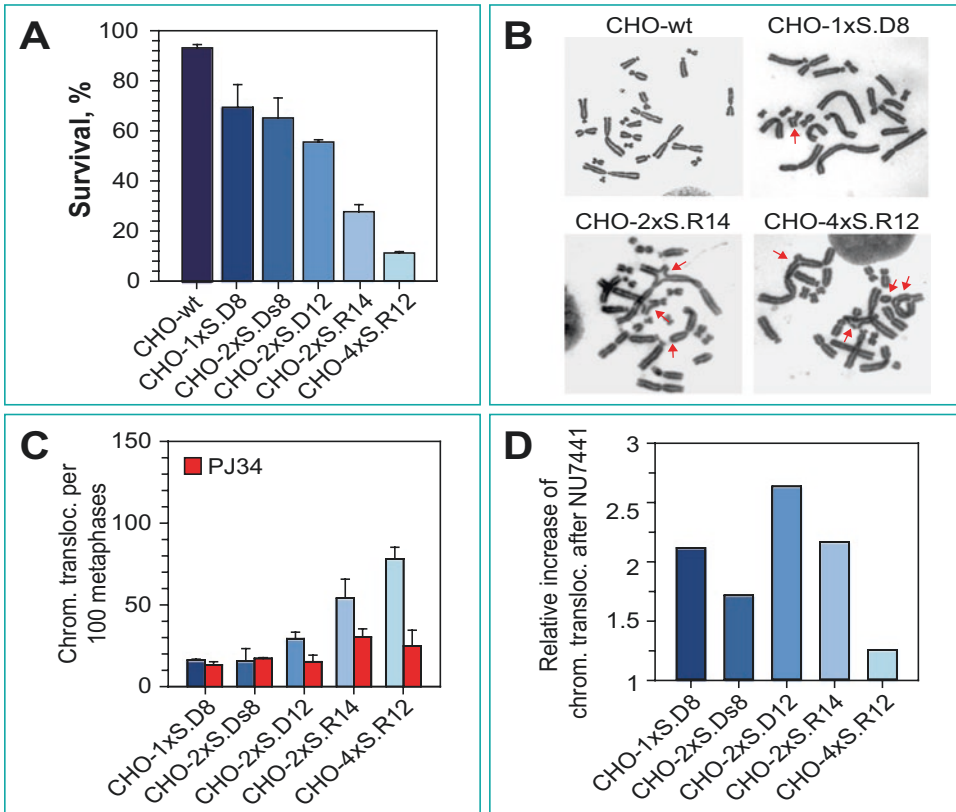 A
Survival, %
100
80
60
40
20
0
CHO-wt
CHO-1xS.D8
CHO-2xS.Ds8
CHO-2xS.D12
CHO-2xS.R14
CHO-4xS.R12
B
CHO-wt
CHO-1xS.D8
CHO-2xS.R14
CHO-4xS.R12
C
Chrom. transloc. per
100 metaphases
150
100
50
0
PJ34
CHO-1xS.D8
CHO-2xS.Ds8
CHO-2xS.D12
CHO-2xS.R14
CHO-4xS.R12
D
Relative increase of
chrom. transloc. after NU7441
3
2.5
2
1.5
1
CHO-1xS.D8
CHO-2xS.Ds8
CHO-2xS.D12
CHO-2xS.R14
CHO-4xS.R12